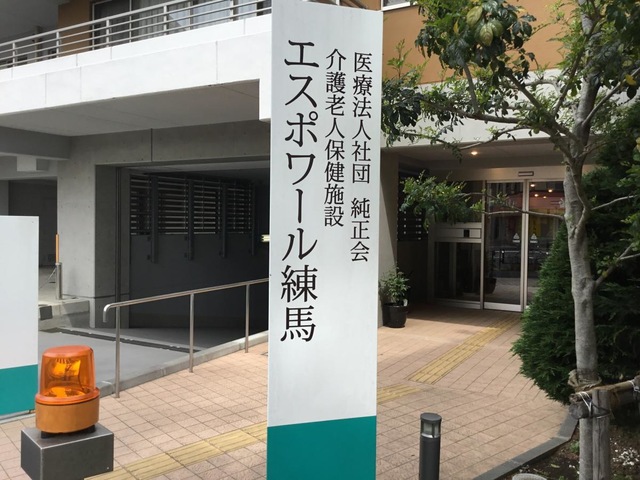 医療法人社団 純正会
介護老人保健施設
エスポワール練馬